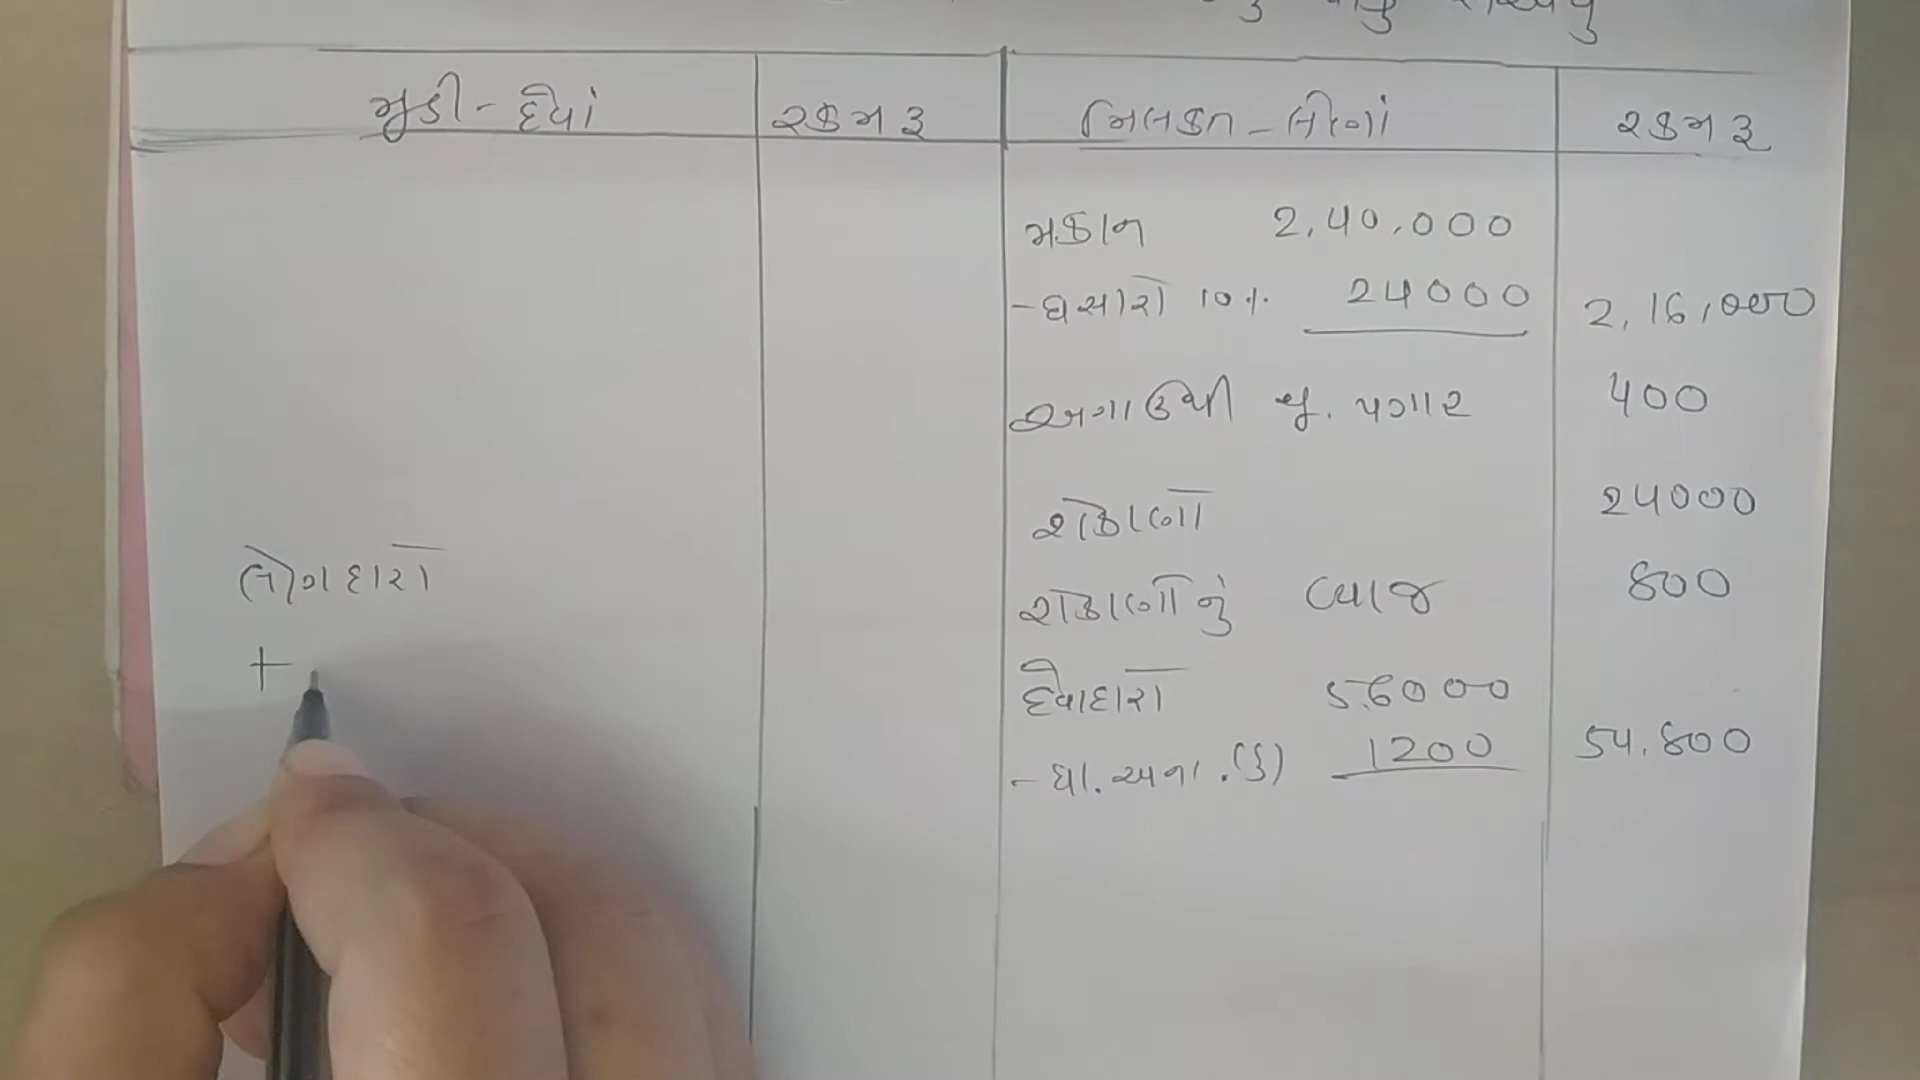 મુડી - દેવાં રકમ રૂ મિલકત - લેણાં રકમ રૂ
મકાન 2,40,000
- ઘસારો 10% 24000 2,16,000
અગાઉથી ચૂ. પગાર 400
રોકાણો 24000
રોકાણોનું વ્યાજ 800
લેણદારો
+
દેવાદારો 56000
- ઘા. અના. (ફં) 1200 54,800